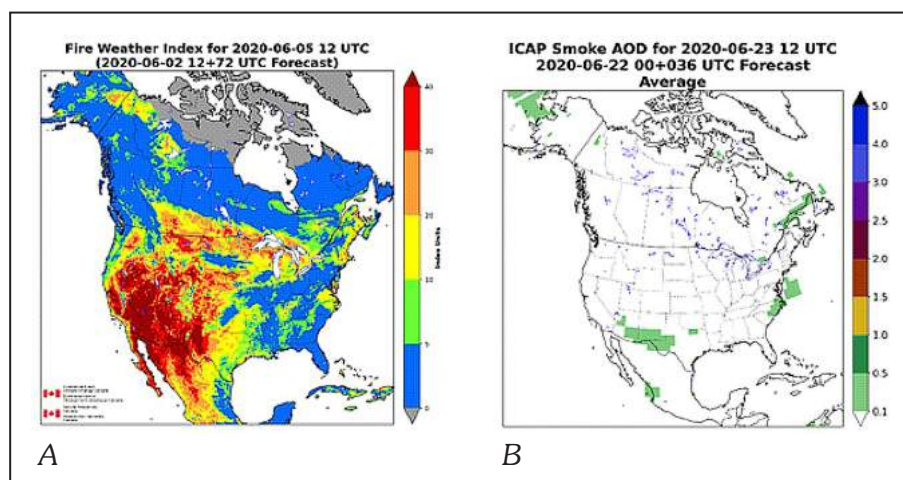 Fire Weather Index for 2020-06-05 12 UTC
(2020-06-02 12+72 UTC Forecast)
40
30
20
10
5
0
Index Units
A
ICAP Smoke AOD for 2020-06-23 12 UTC
2020-06-22 00+036 UTC Forecast
Average
5.0
4.0
3.0
2.5
2.0
1.5
1.0
0.5
0.1
B